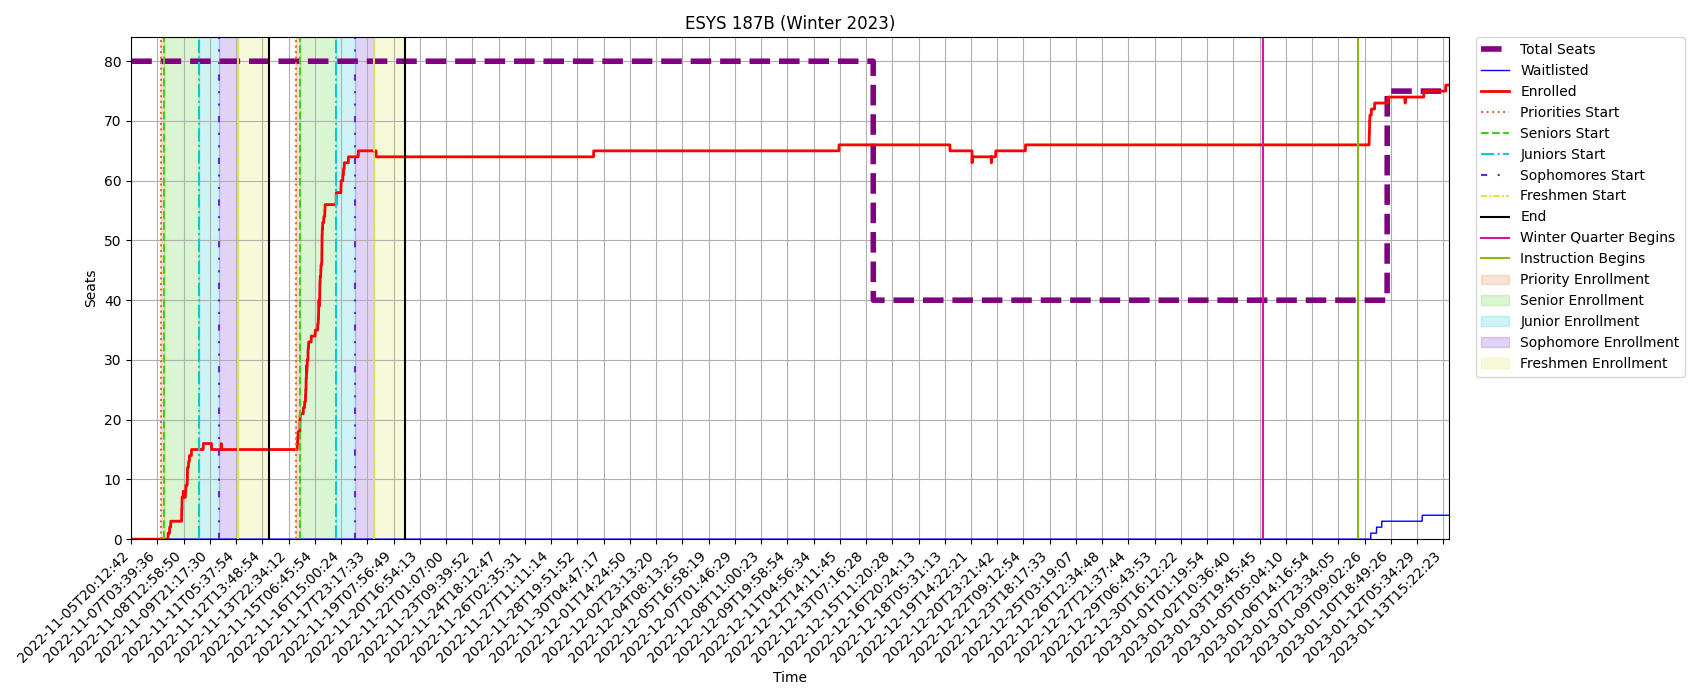 ESYS 187B (Winter 2023)
Seats
80
70
60
50
40
30
20
10
0
2022-11-05T20:12:42
2022-11-07T03:39:36
2022-11-08T12:58:50
2022-11-09T21:17:30
2022-11-11T05:37:54
2022-11-12T13:48:54
2022-11-13T22:34:12
2022-11-15T06:45:54
2022-11-16T15:00:24
2022-11-17T23:17:33
2022-11-19T07:56:49
2022-11-20T16:54:13
2022-11-22T01:07:00
2022-11-23T09:39:52
2022-11-24T18:12:47
2022-11-26T02:35:31
2022-11-27T11:11:14
2022-11-28T19:51:52
2022-11-30T04:47:17
2022-12-01T14:24:50
2022-12-02T23:13:20
2022-12-04T08:13:25
2022-12-05T16:58:19
2022-12-07T01:46:29
2022-12-08T11:00:23
2022-12-09T19:58:54
2022-12-11T04:56:34
2022-12-12T14:11:45
2022-12-13T07:16:28
2022-12-15T11:20:28
2022-12-16T20:24:13
2022-12-18T05:31:13
2022-12-19T14:22:21
2022-12-20T23:21:42
2022-12-22T09:12:54
2022-12-23T18:17:33
2022-12-25T03:19:07
2022-12-26T12:34:48
2022-12-27T21:37:44
2022-12-29T06:43:53
2022-12-30T16:12:22
2023-01-01T01:19:54
2023-01-02T10:36:40
2023-01-03T19:45:45
2023-01-05T05:04:10
2023-01-06T14:16:54
2023-01-07T23:34:05
2023-01-09T09:02:26
2023-01-10T18:49:26
2023-01-12T05:34:29
2023-01-13T15:22:23
Time
Total Seats
Waitlisted
Enrolled
Priorities Start
Seniors Start
Juniors Start
Sophomores Start
Freshmen Start
End
Winter Quarter Begins
Instruction Begins
Priority Enrollment
Senior Enrollment
Junior Enrollment
Sophomore Enrollment
Freshmen Enrollment